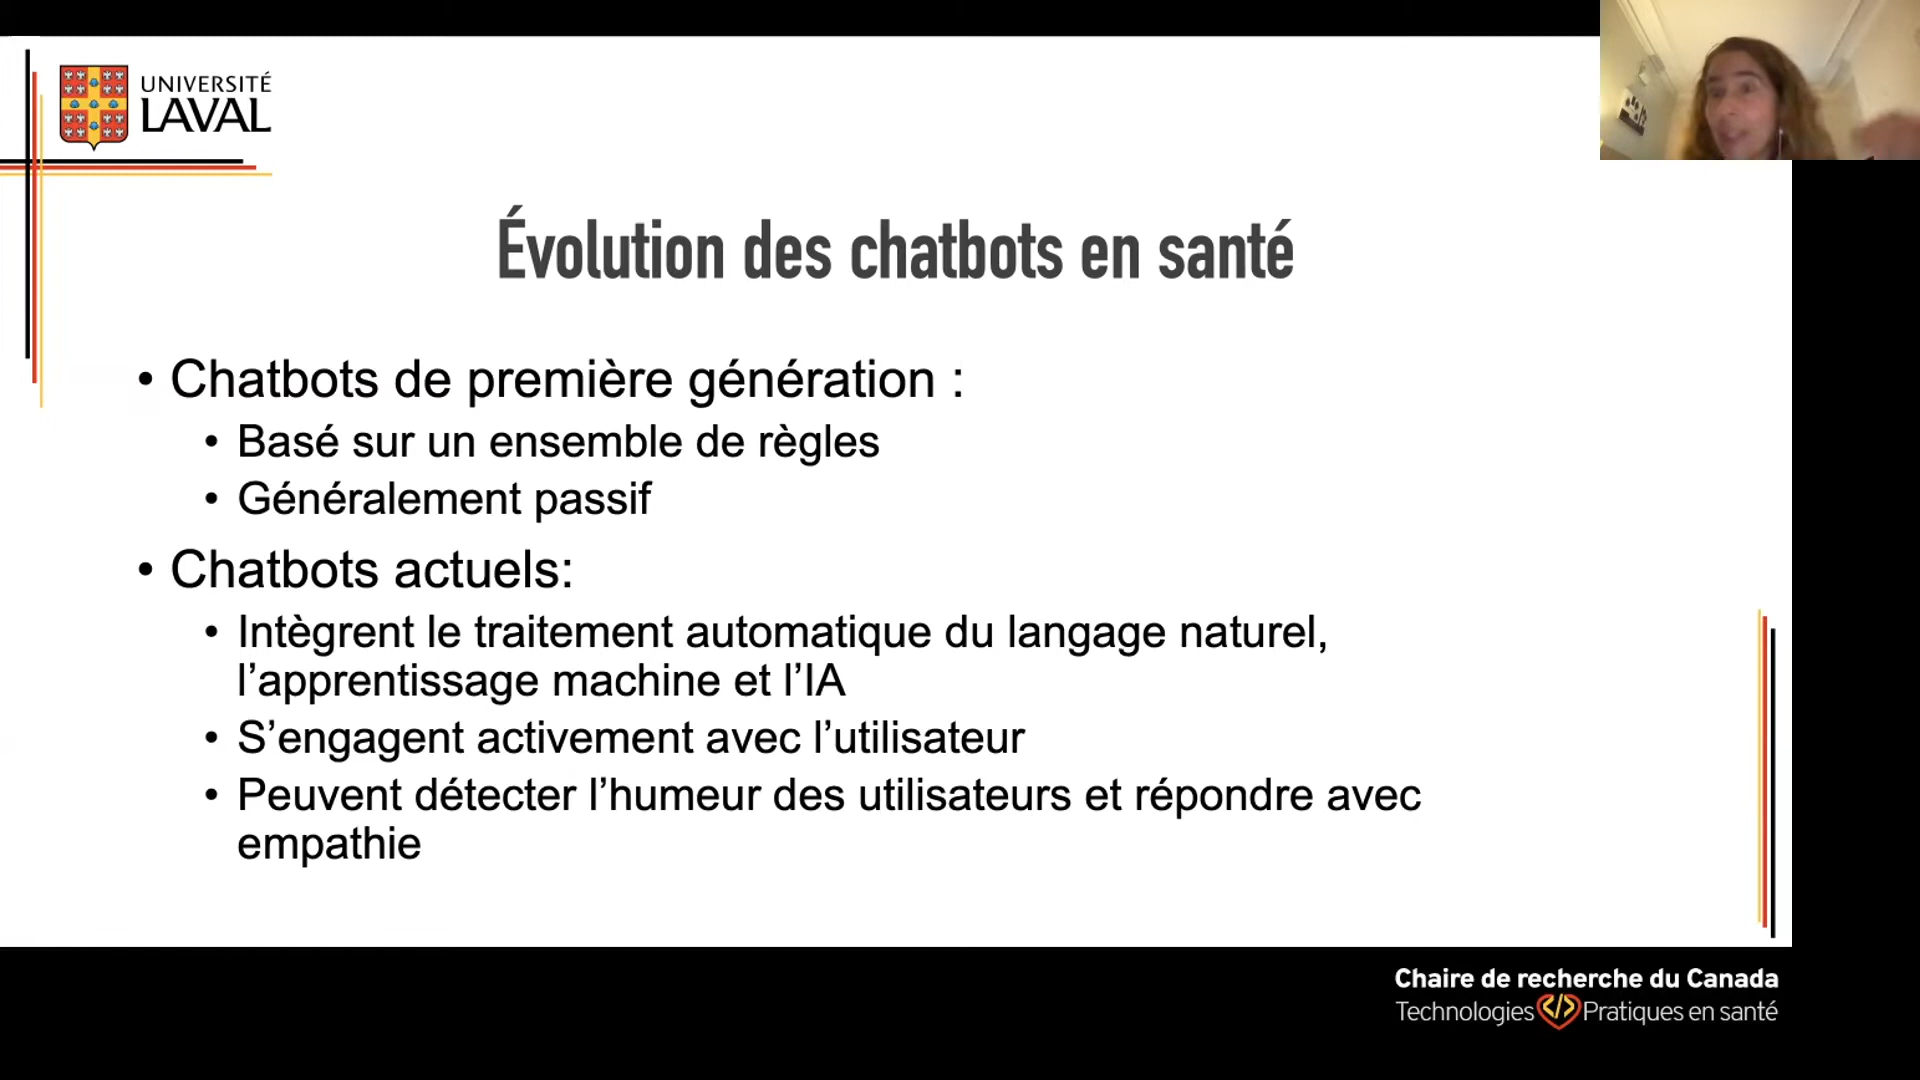 UNIVERSITÉ
LAVAL
Évolution des chatbots en santé
• Chatbots de première génération :
• Basé sur un ensemble de règles
• Généralement passif
• Chatbots actuels:
• Intègrent le traitement automatique du langage naturel,
l’apprentissage machine et l’IA
• S’engagent activement avec l’utilisateur
• Peuvent détecter l’humeur des utilisateurs et répondre avec
empathie
Chaire de recherche du Canada
Technologies </> Pratiques en santé